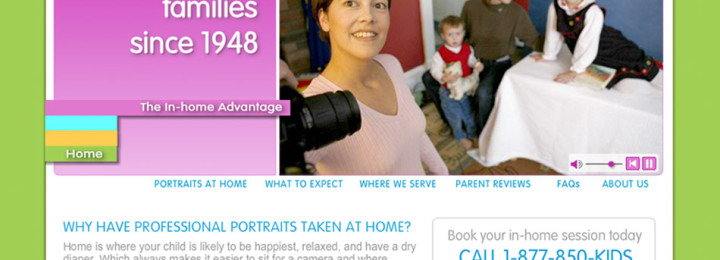 families
since 1948
The In-home Advantage
Home
PORTRAITS AT HOME WHAT TO EXPECT WHERE WE SERVE PARENT REVIEWS FAQs ABOUT US
WHY HAVE PROFESSIONAL PORTRAITS TAKEN AT HOME?
Home is where your child is likely to be happiest, relaxed, and have a dry
diaper. Which always makes it easier to sit for a camera and where
Book your in-home session today
CALL 1-877-850-KIDS